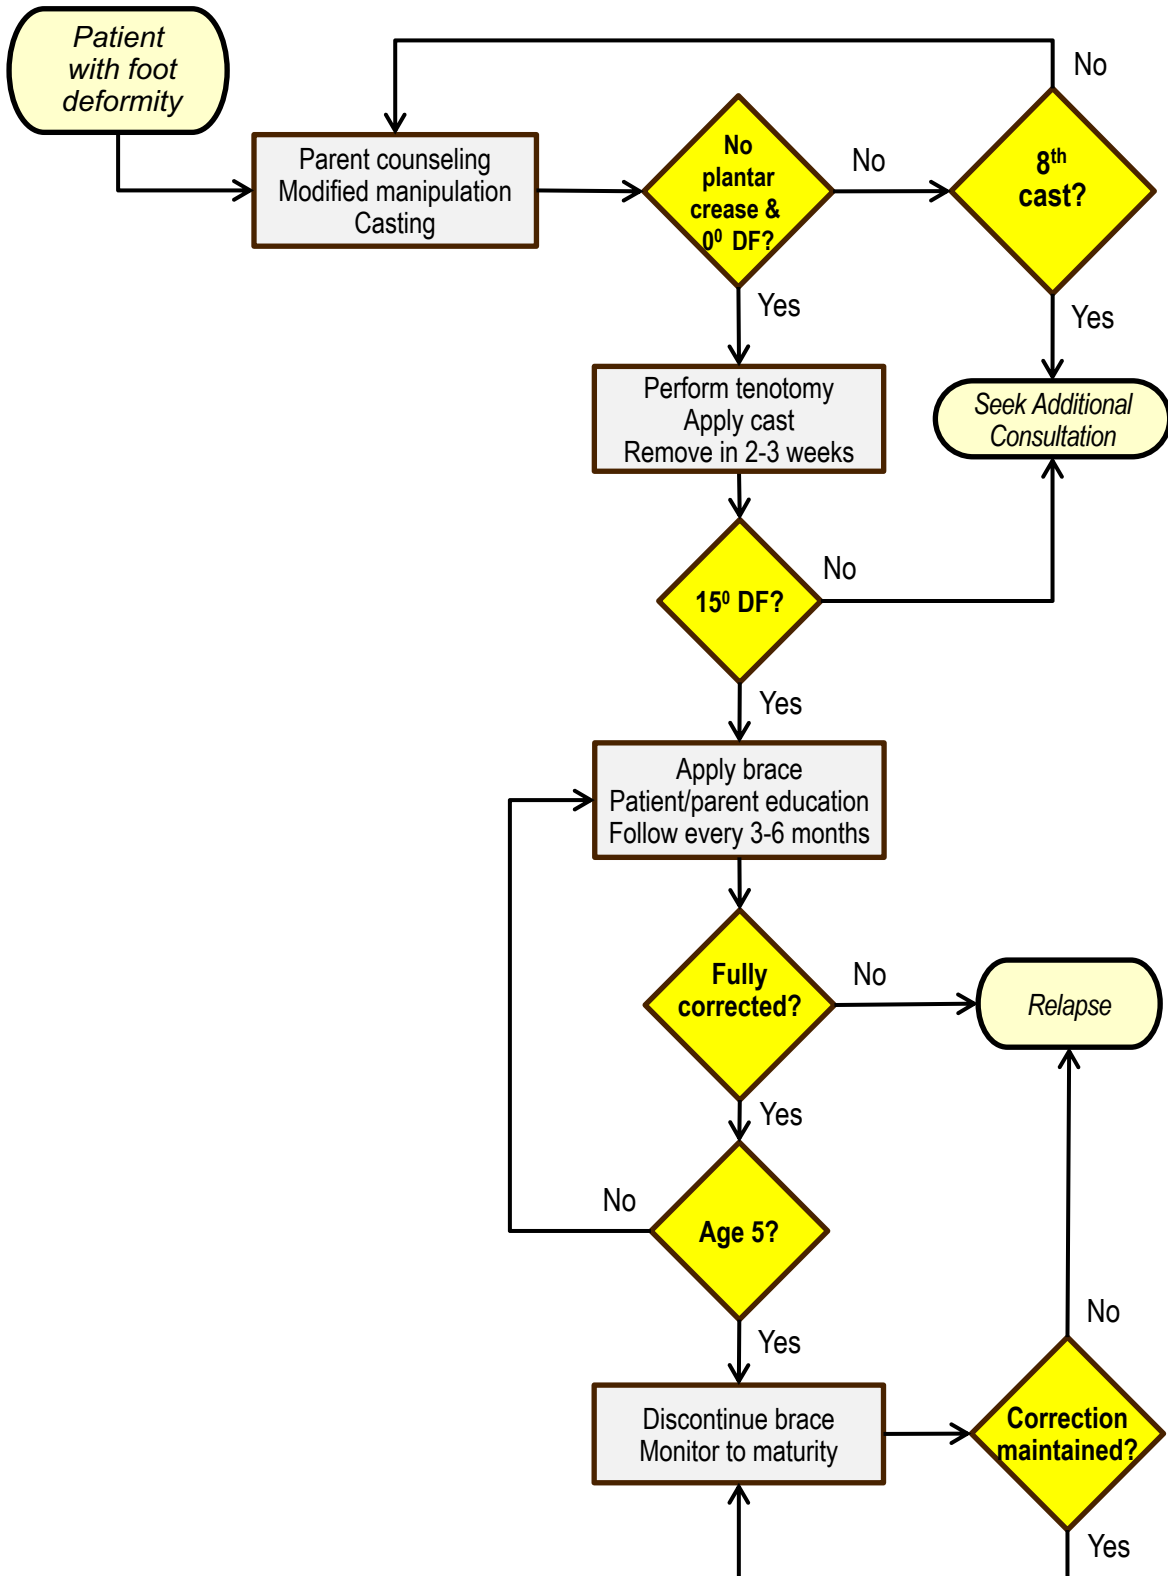 Patient
with foot
deformity
No
Parent counseling
Modified manipulation
Casting
No
plantar
crease &
0⁰ DF?
No
8th
cast?
Yes
Yes
Perform tenotomy
Apply cast
Remove in 2-3 weeks
Seek Additional
Consultation
15⁰ DF?
No
Yes
Apply brace
Patient/parent education
Follow every 3-6 months
Fully
corrected?
No
Relapse
Yes
No
Age 5?
Yes
No
Discontinue brace
Monitor to maturity
Correction
maintained?
Yes